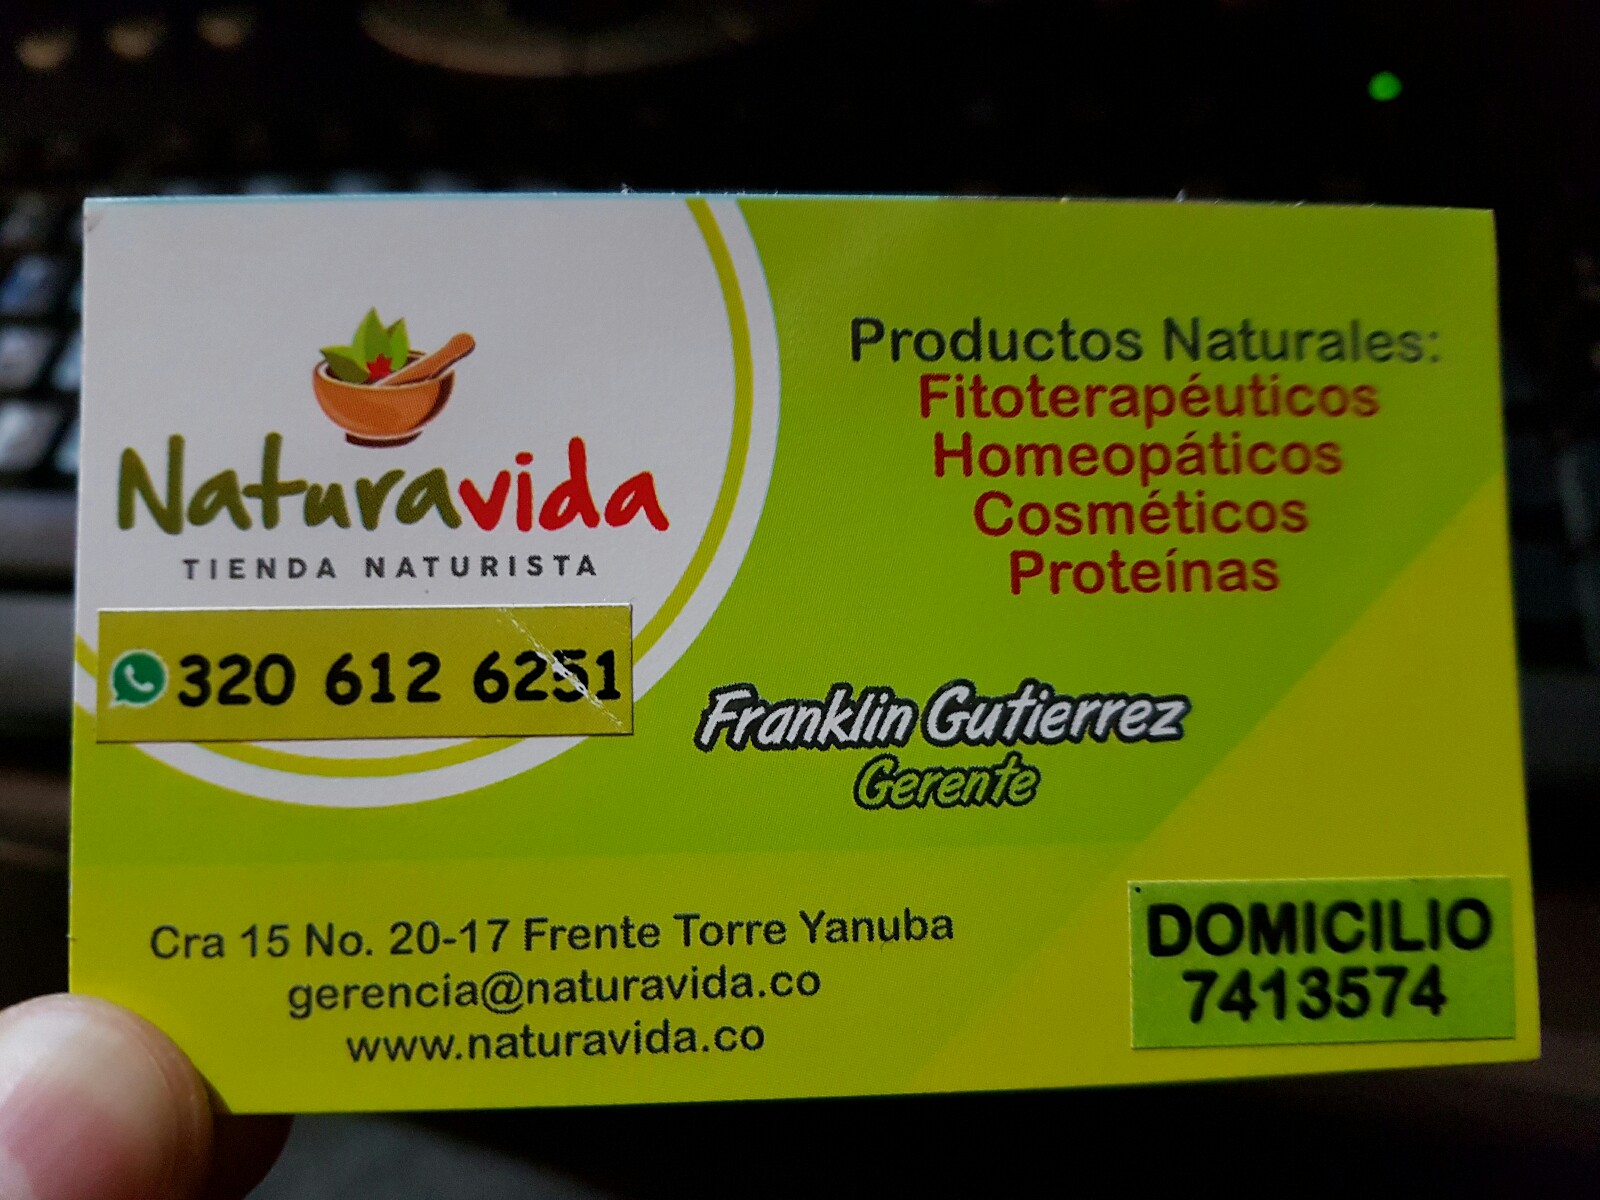 Naturavida
TIENDA NATURISTA
320 612 6251
Productos Naturales:
Fitoterapéuticos
Homeopáticos
Cosméticos
Proteínas
Franklin Gutierrez
Gerente
Cra 15 No. 20-17 Frente Torre Yanuba
gerencia@naturavida.co
www.naturavida.co
DOMICILIO
7413574